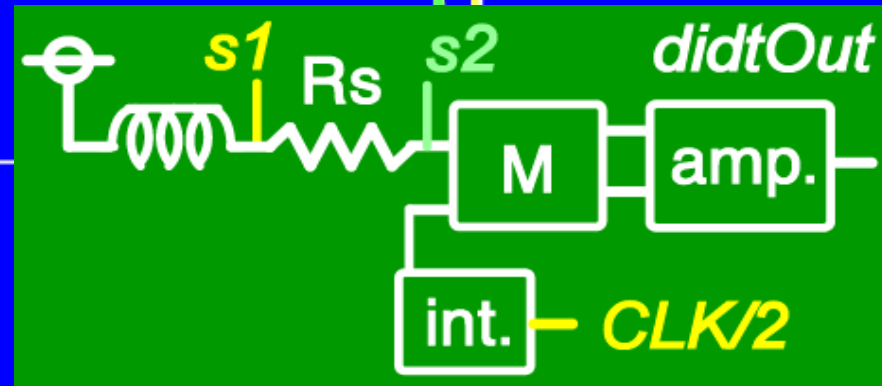 s1
Rs
s2
didtOut
M
amp.
int.
CLK/2